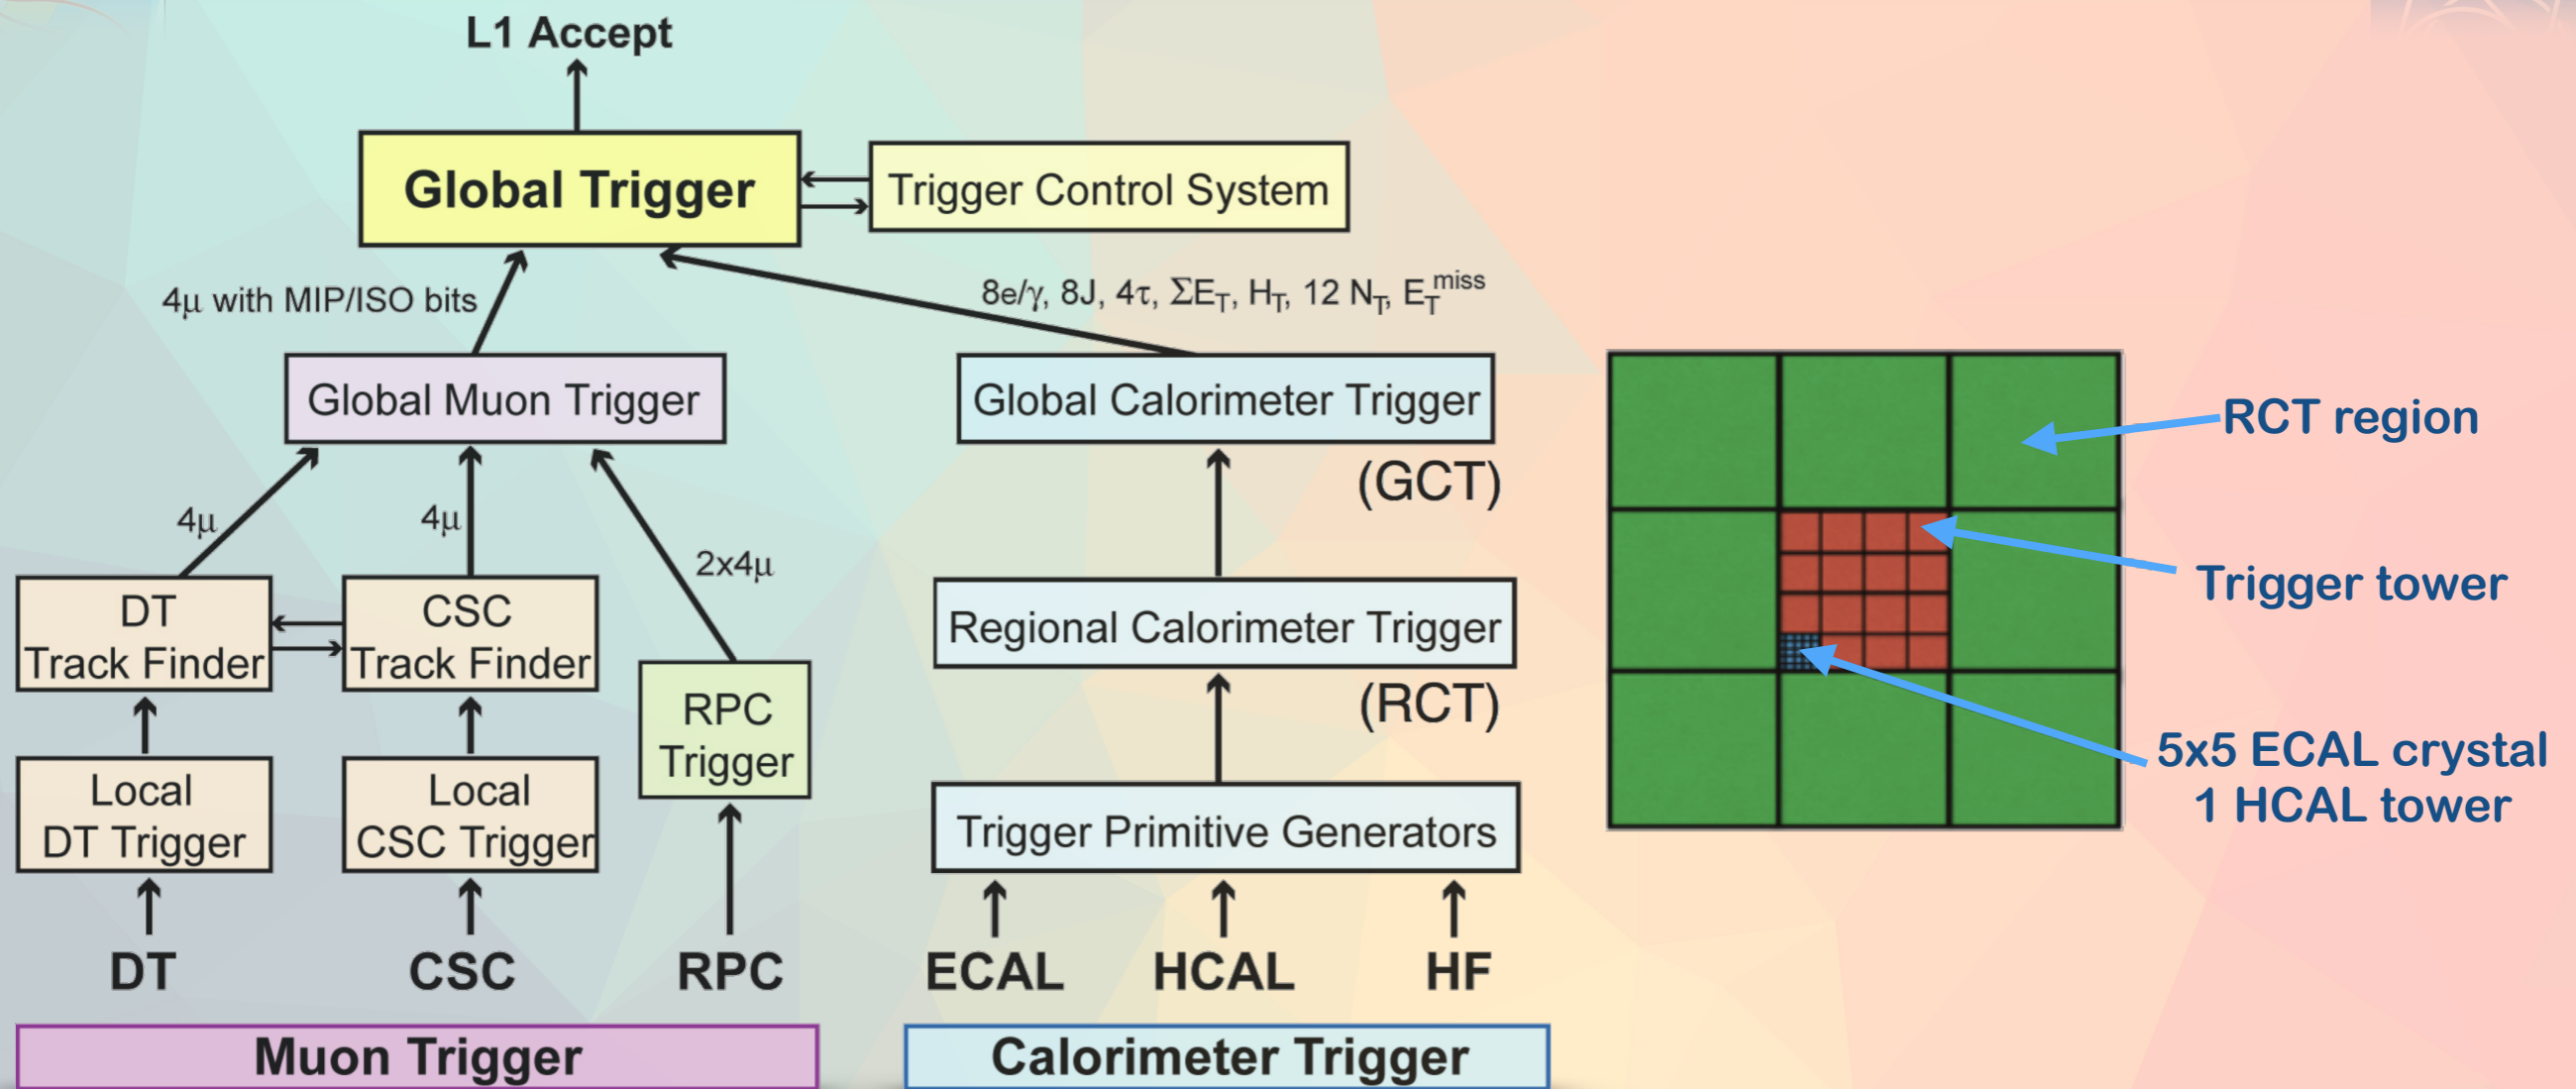 L1 Accept
Global Trigger
Trigger Control System
4μ with MIP/ISO bits
8e/γ, 8J, 4τ, ΣE_T, H_T, 12 N_T, E_T^miss
Global Muon Trigger
Global Calorimeter Trigger
(GCT)
4μ
4μ
2x4μ
DT
Track Finder
CSC
Track Finder
RPC
Trigger
Regional Calorimeter Trigger
(RCT)
Local
DT Trigger
Local
CSC Trigger
Trigger Primitive Generators
DT
CSC
RPC
ECAL
HCAL
HF
Muon Trigger
Calorimeter Trigger
RCT region
Trigger tower
5x5 ECAL crystal
1 HCAL tower